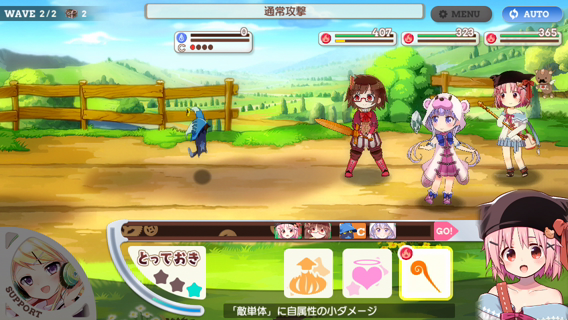 WAVE 2/2 2
通常攻撃
MENU
AUTO
0
C
407
323
365
C
GO!
とっておき
SUPPORT
「敵単体」に自属性の小ダメージ